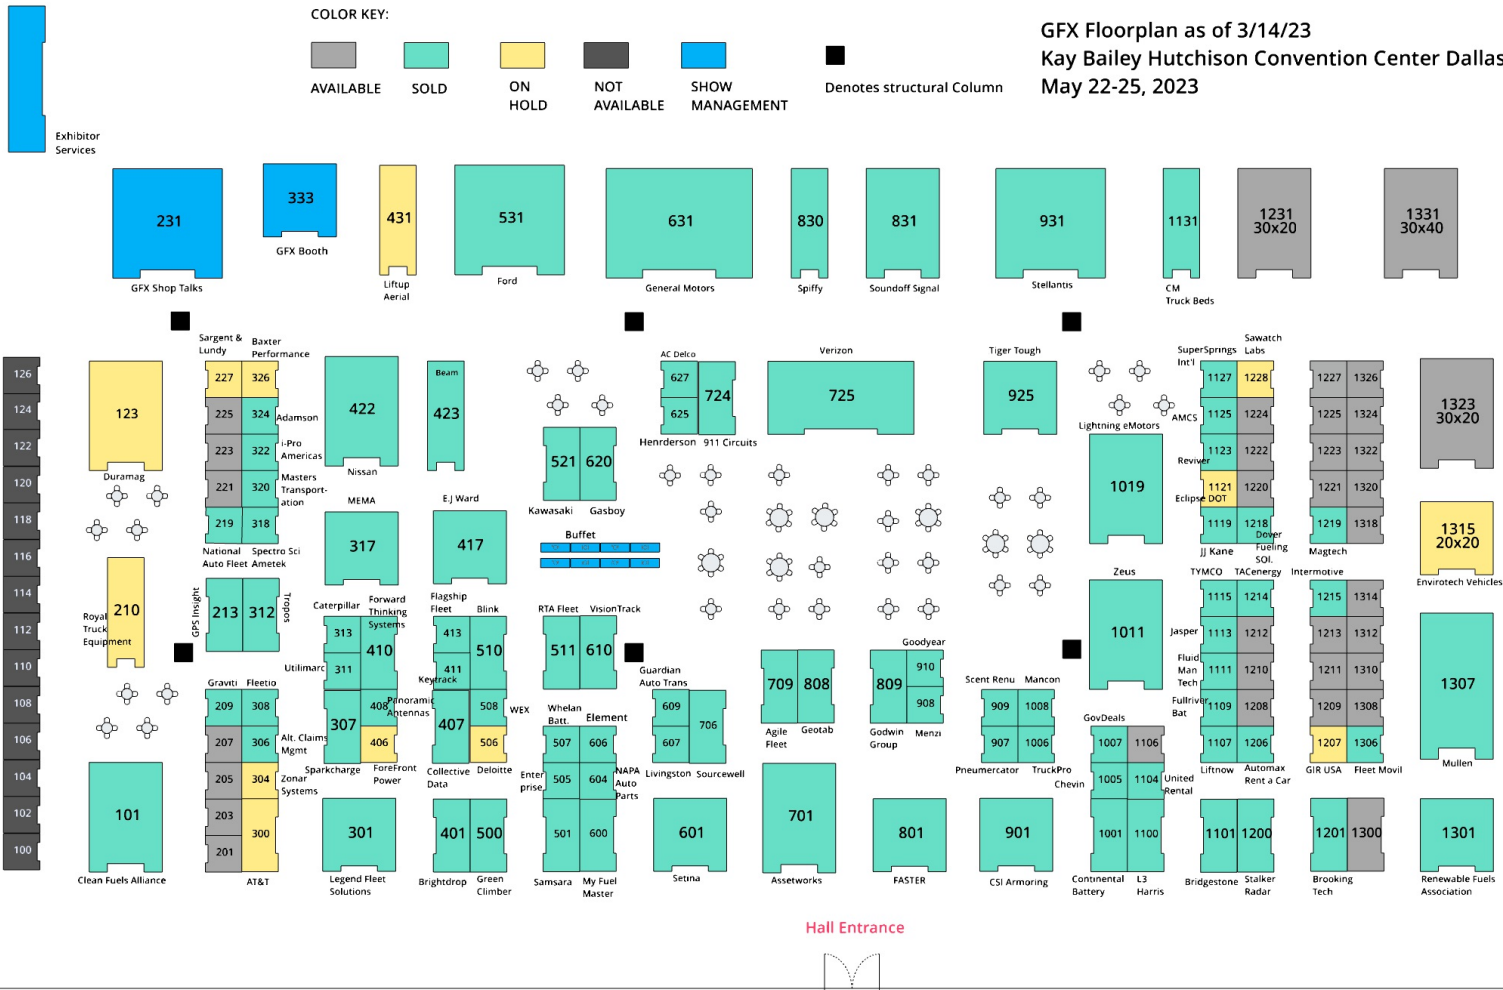 COLOR KEY:
AVAILABLE
SOLD
ON
HOLD
NOT
AVAILABLE
SHOW
MANAGEMENT
Denotes structural Column
GFX Floorplan as of 3/14/23
Kay Bailey Hutchison Convention Center Dallas
May 22-25, 2023
Exhibitor
Services
231
GFX Shop Talks
333
GFX Booth
431
Liftup
Aerial
531
Ford
631
General Motors
830
Spiffy
831
Soundoff Signal
931
Stellantis
1131
CM
Truck Beds
1231
30x20
1331
30x40
126
124
122
120
118
116
114
112
110
108
106
104
102
100
123
Duramag
210
Royal
Truck
Equipment
101
Clean Fuels Alliance
Sargent &
Lundy
Baxter
Performance
227
326
225
324
Adamson
223
322
i-Pro
Americas
221
320
Masters
Transport-
ation
219
318
National
Auto Fleet
Spectro Sci
Ametek
GPS Insight
213
312
Tropos
Graviti
Fleetio
209
308
207
306
Alt. Claims
Mgmt
205
304
Zonar
Systems
203
300
201
AT&T
422
Nissan
MEMA
317
Caterpillar
Forward
Thinking
Systems
313
410
Utilimarc
311
307
408
Panoramic
Antennas
406
Sparkcharge
ForeFront
Power
301
Legend Fleet
Solutions
Beam
423
E.J Ward
417
Flagship
Fleet
Blink
413
510
411
Keytrack
407
508
WEX
506
Collective
Data
Deloitte
401
500
Brightdrop
Green
Climber
521
620
Kawasaki
Gasboy
Buffet
RTA Fleet
VisionTrack
511
610
Whelan
Batt.
Element
507
606
Enter
prise
505
604
NAPA
Auto
Parts
501
600
Samsara
My Fuel
Master
AC Delco
627
724
625
Henrderson
911 Circuits
Guardian
Auto Trans
609
706
607
Livingston
Sourcewell
601
Setina
Verizon
725
709
808
Agile
Fleet
Geotab
701
Assetworks
Goodyear
809
910
908
Godwin
Group
Menzi
801
FASTER
Tiger Tough
925
Scent Renu
Mancon
909
1008
907
1006
Pneumercator
TruckPro
901
CSI Armoring
Lightning eMotors
1019
Zeus
1011
GovDeals
1007
1106
Chevin
1005
1104
United
Rental
1001
1100
Continental
Battery
L3
Harris
SuperSprings
Int'l
Sawatch
Labs
1127
1228
AMCS
1125
1224
Reviver
1123
1222
Eclipse DOT
1121
1220
1119
1218
JJ Kane
Dover
Fueling
SOl.
TYMCO
TACenergy
1115
1214
Jasper
1113
1212
Fluid
Man
Tech
1111
1210
Fullriver
Bat
1109
1208
1107
1206
Liftnow
Automax
Rent a Car
1101
1200
Bridgestone
Stalker
Radar
1227
1326
1225
1324
1223
1322
1221
1320
1219
1318
Magtech
Intermotive
1215
1314
1213
1312
1211
1310
1209
1308
1207
1306
GIR USA
Fleet Movil
1201
1300
Brooking
Tech
1323
30x20
1315
20x20
Envirotech Vehicles
1307
Mullen
1301
Renewable Fuels
Association
Hall Entrance